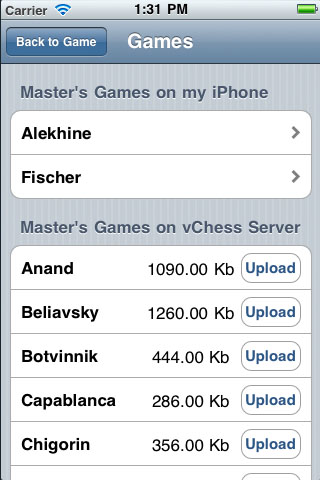 Carrier 1:31 PM
Back to Game Games
Master's Games on my iPhone
Alekhine
Fischer
Master's Games on vChess Server
Anand 1090.00 Kb Upload
Beliavsky 1260.00 Kb Upload
Botvinnik 444.00 Kb Upload
Capablanca 286.00 Kb Upload
Chigorin 356.00 Kb Upload